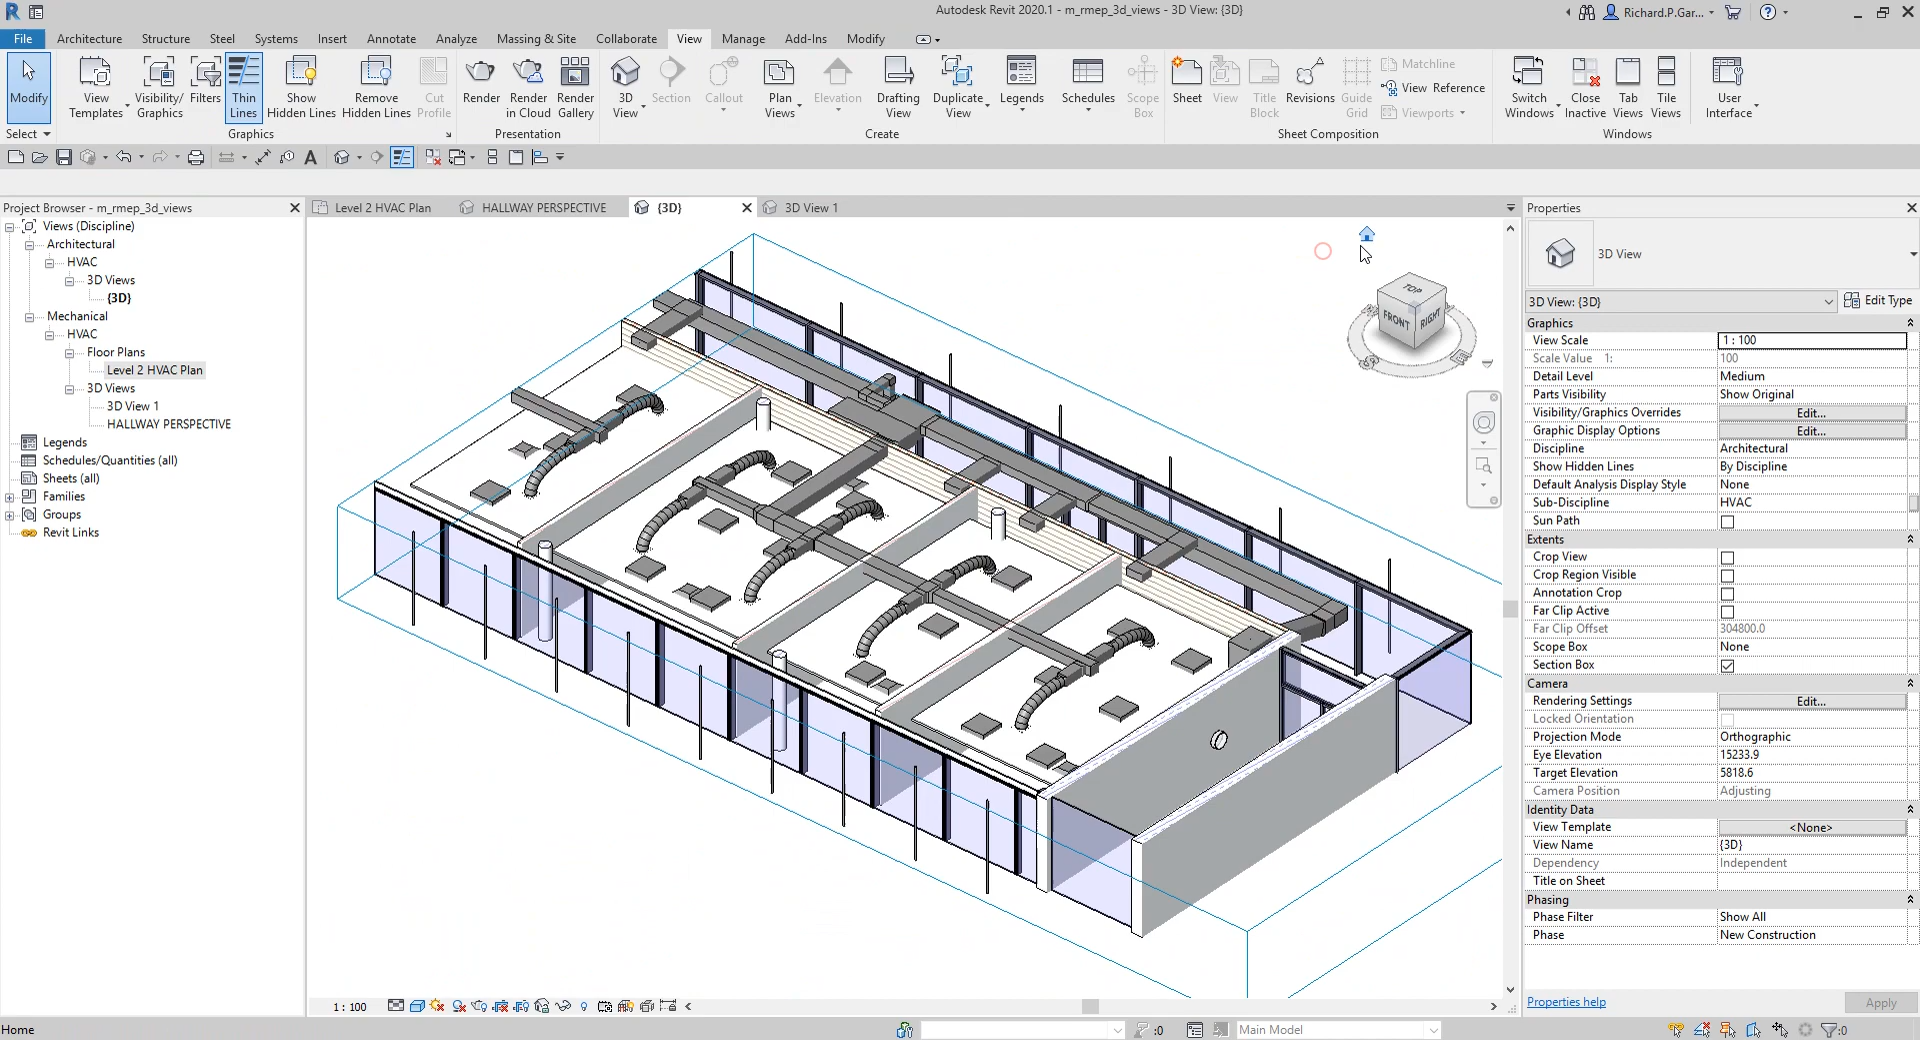 Autodesk Revit 2020.1 - m_rmep_3d_views - 3D View: {3D}
Richard.P.Gar...
File Architecture Structure Steel Systems Insert Annotate Analyze Massing & Site Collaborate View Manage Add-Ins Modify
Modify
View Templates
Visibility/ Graphics
Filters
Thin Lines
Show Hidden Lines
Remove Hidden Lines
Cut Profile
Render
Render in Cloud
Render Gallery
3D View
Section
Callout
Plan Views
Elevation
Drafting View
Duplicate View
Legends
Schedules
Scope Box
Sheet
View
Title Block
Revisions
Guide Grid
Matchline
View Reference
Viewports
Switch Windows
Close Inactive
Tab Views
Tile Views
User Interface
Select Graphics Presentation Create Sheet Composition Windows
Project Browser - m_rmep_3d_views
Views (Discipline)
Architectural
HVAC
3D Views
{3D}
Mechanical
HVAC
Floor Plans
Level 2 HVAC Plan
3D Views
3D View 1
HALLWAY PERSPECTIVE
Legends
Schedules/Quantities (all)
Sheets (all)
Families
Groups
Revit Links
Level 2 HVAC Plan HALLWAY PERSPECTIVE {3D} 3D View 1
TOP
FRONT
RIGHT
S
E
1 : 100
Properties
3D View
3D View: {3D} Edit Type
Graphics
View Scale 1 : 100
Scale Value 1: 100
Detail Level Medium
Parts Visibility Show Original
Visibility/Graphics Overrides Edit...
Graphic Display Options Edit...
Discipline Architectural
Show Hidden Lines By Discipline
Default Analysis Display Style None
Sub-Discipline HVAC
Sun Path
Extents
Crop View
Crop Region Visible
Annotation Crop
Far Clip Active
Far Clip Offset 304800.0
Scope Box None
Section Box
Camera
Rendering Settings Edit...
Locked Orientation
Projection Mode Orthographic
Eye Elevation 15233.9
Target Elevation 5818.6
Camera Position Adjusting
Identity Data
View Template <None>
View Name {3D}
Dependency Independent
Title on Sheet
Phasing
Phase Filter Show All
Phase New Construction
Properties help Apply
Home :0 Main Model :0